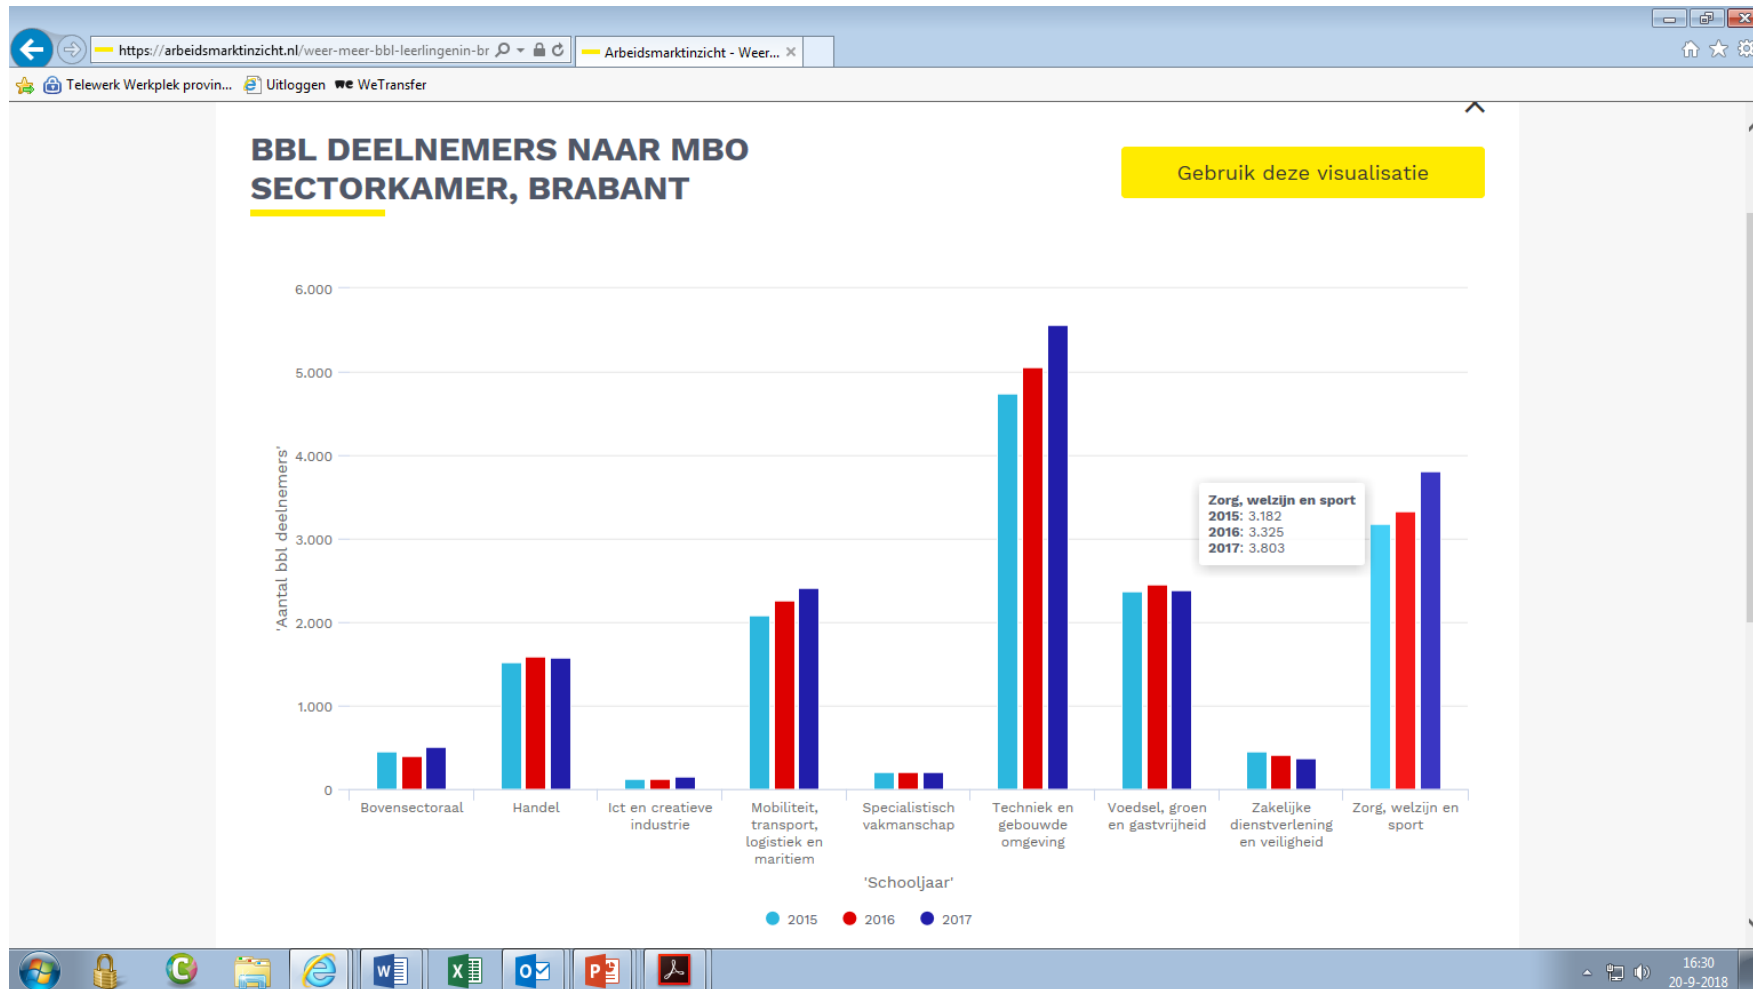 https://arbeidsmarktinzicht.nl/weer-meer-bbl-leerlingenin-br
Arbeidsmarktinzicht - Weer...
Telewerk Werkplek provin...
Uitloggen
we WeTransfer
BBL DEELNEMERS NAAR MBO
SECTORKAMER, BRABANT
Gebruik deze visualisatie
6.000
5.000
4.000
3.000
2.000
1.000
0
'Aantal bbl deelnemers'
Zorg, welzijn en sport
2015: 3.182
2016: 3.325
2017: 3.803
Bovensectoraal
Handel
Ict en creatieve
industrie
Mobiliteit,
transport,
logistiek en
maritiem
Specialistisch
vakmanschap
Techniek en
gebouwde
omgeving
Voedsel, groen
en gastvrijheid
Zakelijke
dienstverlening
en veiligheid
Zorg, welzijn en
sport
'Schooljaar'
2015
2016
2017
16:30
20-9-2018